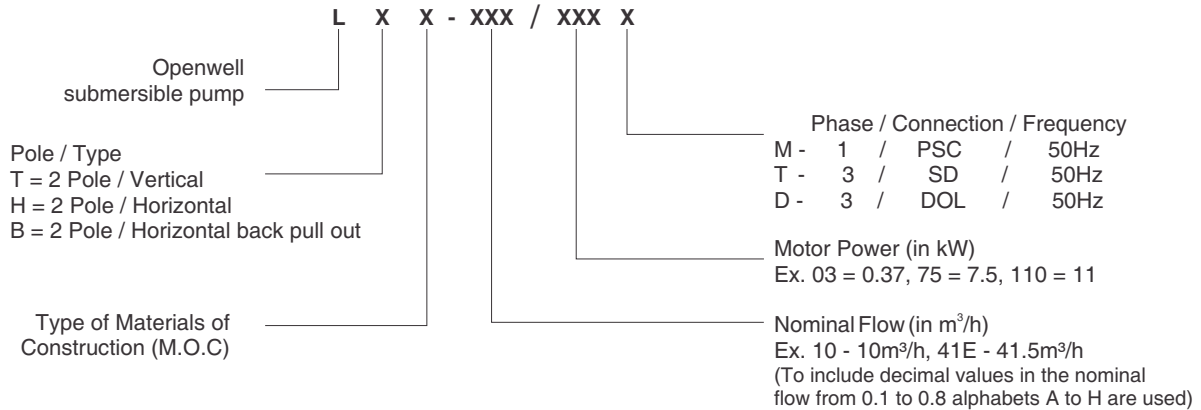 L X X - XXX / XXX X
Openwell
submersible pump
Pole / Type
T = 2 Pole / Vertical
H = 2 Pole / Horizontal
B = 2 Pole / Horizontal back pull out
Type of Materials of
Construction (M.O.C)
Phase / Connection / Frequency
M - 1 / PSC / 50Hz
T - 3 / SD / 50Hz
D - 3 / DOL / 50Hz
Motor Power (in kW)
Ex. 03 = 0.37, 75 = 7.5, 110 = 11
Nominal Flow (in m³/h)
Ex. 10 - 10m³/h, 41E - 41.5m³/h
(To include decimal values in the nominal
flow from 0.1 to 0.8 alphabets A to H are used)